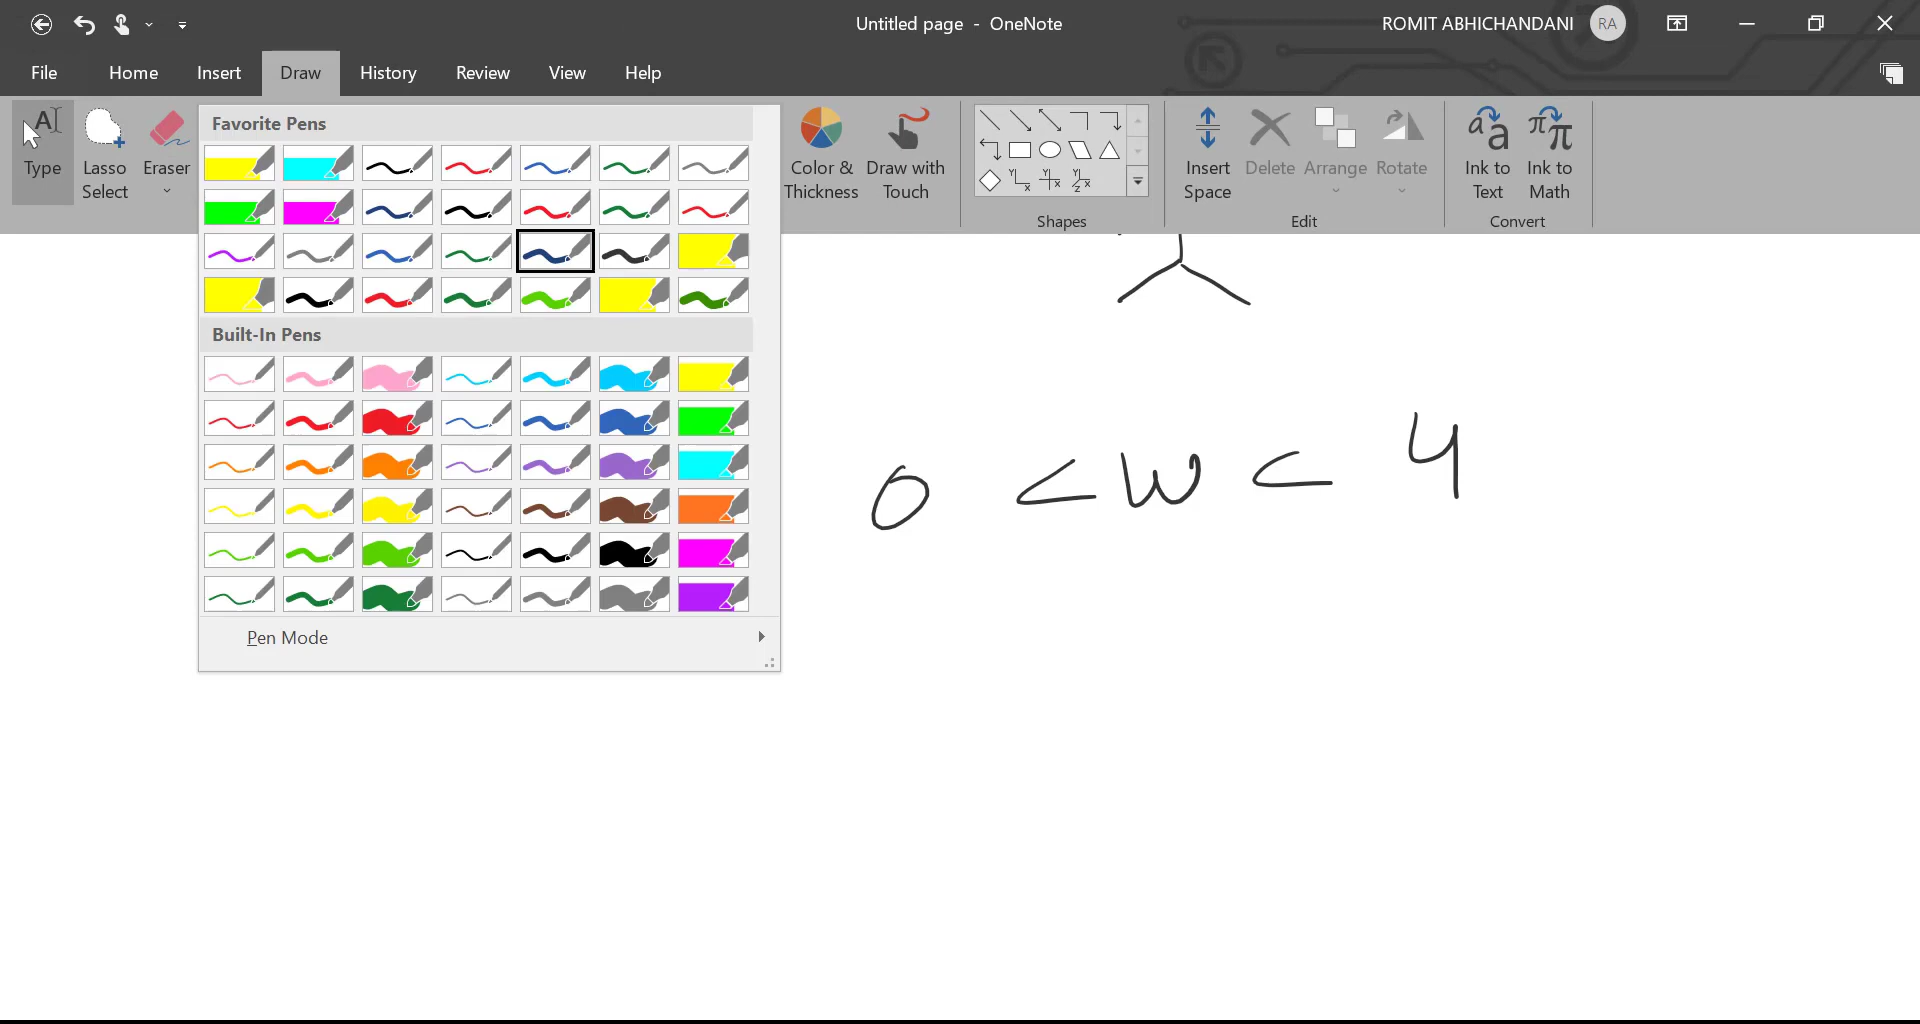 Untitled page - OneNote
ROMIT ABHICHANDANI
RA
File Home Insert Draw History Review View Help
Type
Lasso Select
Eraser
Favorite Pens
Built-In Pens
Pen Mode
Color & Thickness
Draw with Touch
Shapes
Insert Space
Delete
Arrange
Rotate
Edit
Ink to Text
Ink to Math
Convert
0 < W < 4